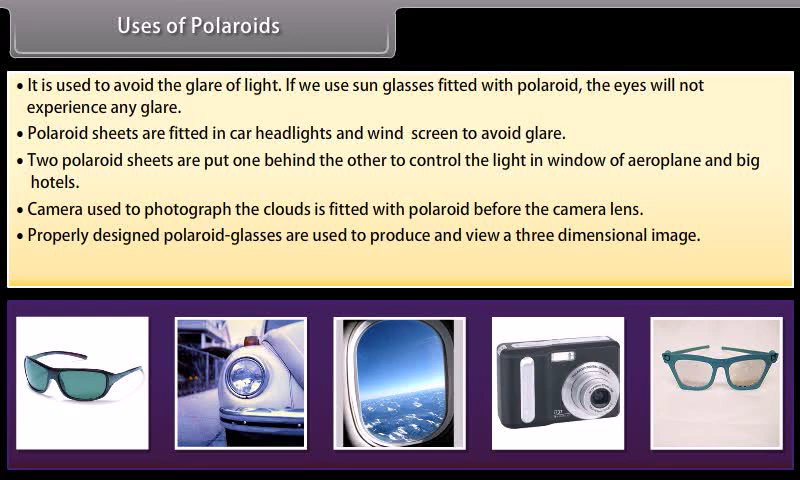 Uses of Polaroids
• It is used to avoid the glare of light. If we use sun glasses fitted with polaroid, the eyes will not
experience any glare.
• Polaroid sheets are fitted in car headlights and wind screen to avoid glare.
• Two polaroid sheets are put one behind the other to control the light in window of aeroplane and big
hotels.
• Camera used to photograph the clouds is fitted with polaroid before the camera lens.
• Properly designed polaroid-glasses are used to produce and view a three dimensional image.